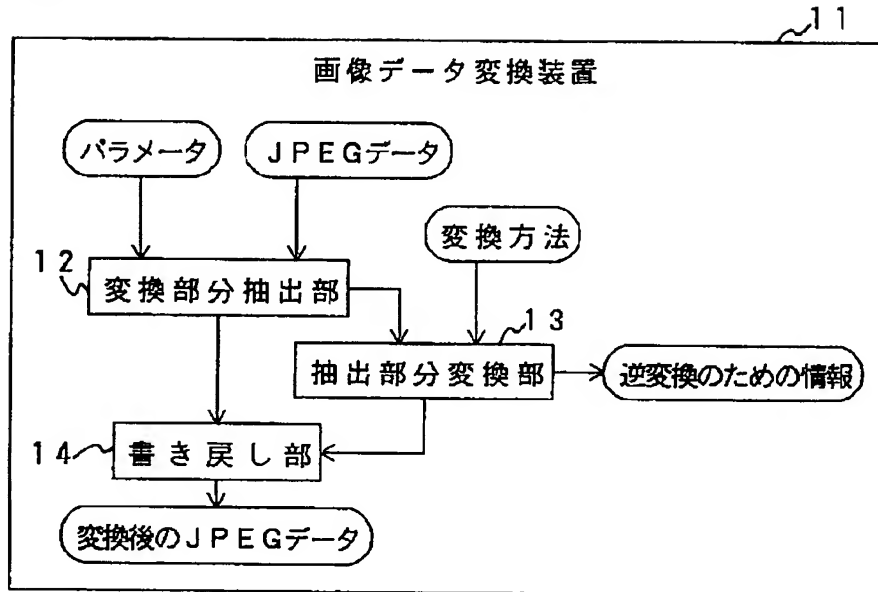 11
画像データ変換装置
パラメータ
JPEGデータ
変換方法
12
変換部分抽出部
13
抽出部分変換部
逆変換のための情報
14
書き戻し部
変換後のJPEGデータ